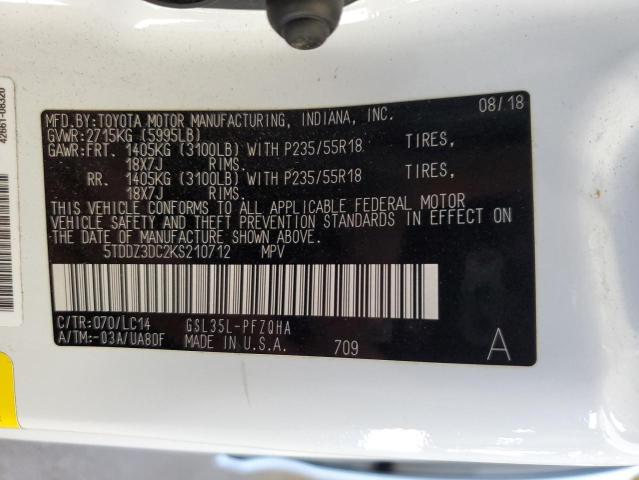 42661-08320
MFD.BY:TOYOTA MOTOR MANUFACTURING, INDIANA, INC. 08/18
GVWR:2715KG (5995LB)
GAWR:FRT. 1405KG (3100LB) WITH P235/55R18 TIRES,
18X7J RIMS.
RR. 1405KG (3100LB) WITH P235/55R18 TIRES,
18X7J RIMS.
THIS VEHICLE CONFORMS TO ALL APPLICABLE FEDERAL MOTOR
VEHICLE SAFETY AND THEFT PREVENTION STANDARDS IN EFFECT ON
THE DATE OF MANUFACTURE SHOWN ABOVE.
5TDDZ3DC2KS210712 MPV
C/TR:070/LC14 GSL35L-PFZQHA
A/TM:-03A/UA80F MADE IN U.S.A. 709 A